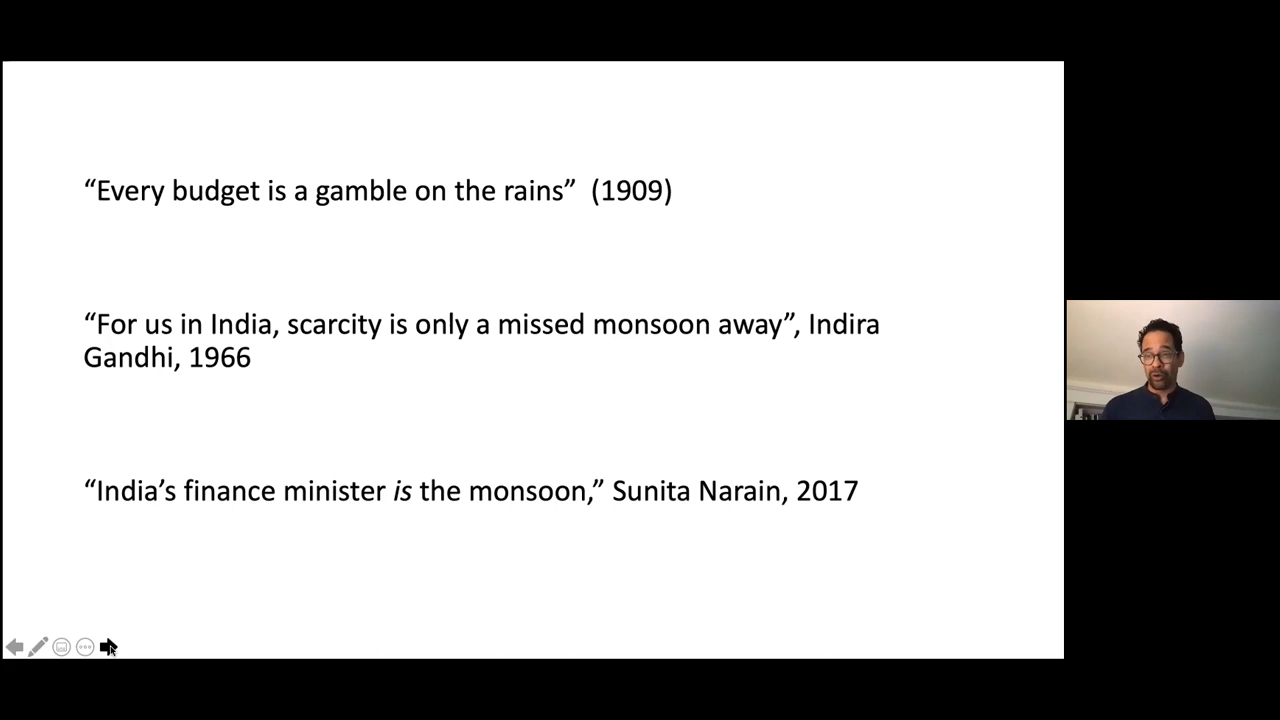 “Every budget is a gamble on the rains”  (1909)
“For us in India, scarcity is only a missed monsoon away”, Indira
Gandhi, 1966
“India’s finance minister is the monsoon,” Sunita Narain, 2017